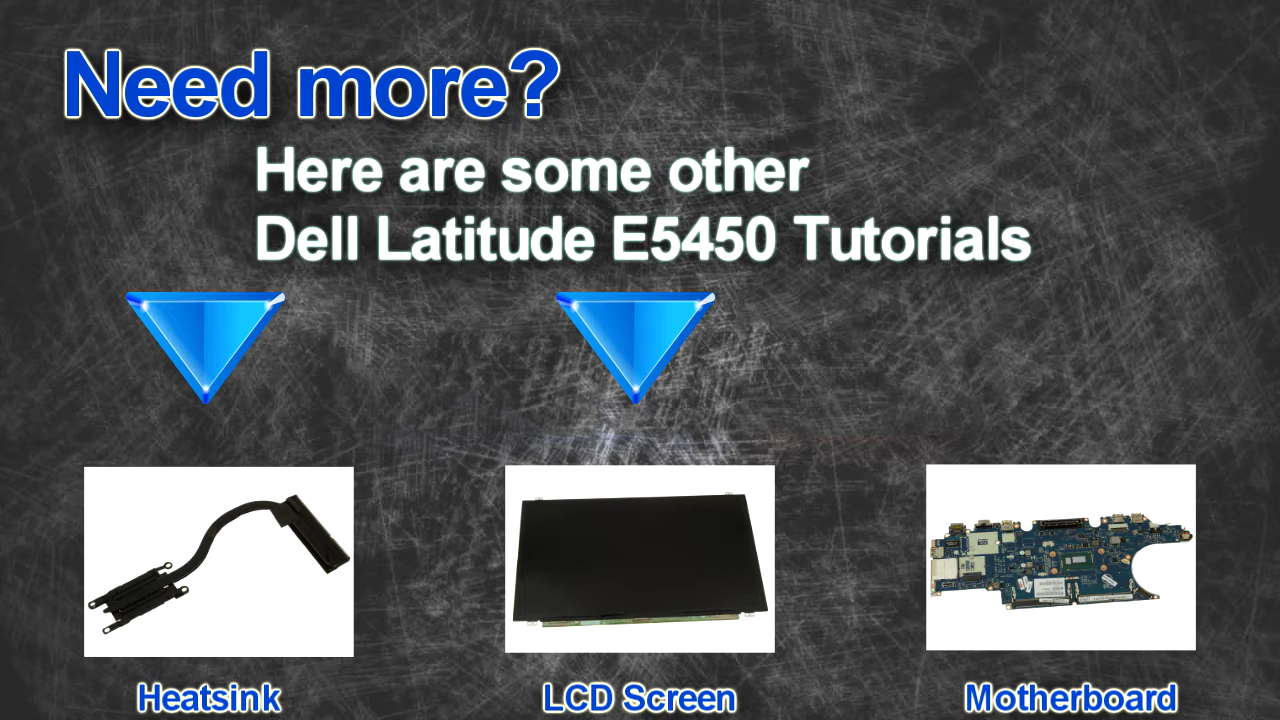 Need more?
Here are some other
Dell Latitude E5450 Tutorials
Heatsink
LCD Screen
Motherboard